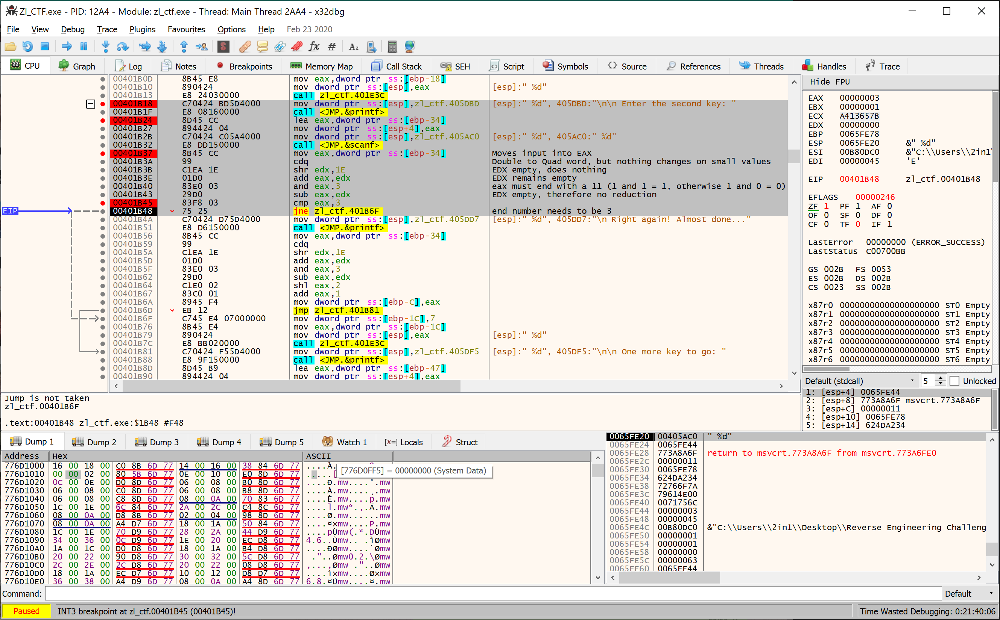 Zl_CTF.exe - PID: 12A4 - Module: zl_ctf.exe - Thread: Main Thread 2AA4 - x32dbg
File View Debug Trace Plugins Favourites Options Help Feb 23 2020
CPU Graph Log Notes Breakpoints Memory Map Call Stack SEH Script Symbols Source References Threads Handles Trace
00401B0D 8B45 E8 mov eax,dword ptr ss:[ebp-18]
00401B10 890424 mov dword ptr ss:[esp],eax [esp]:" %d"
00401B13 E8 24030000 call zl_ctf.401E3C
00401B18 C70424 BD5D4000 mov dword ptr ss:[esp],zl_ctf.405DBD [esp]:" %d", 405DBD:"\n\n Enter the second key: "
00401B1F E8 08160000 call <JMP.&printf>
00401B24 8D45 CC lea eax,dword ptr ss:[ebp-34]
00401B27 894424 04 mov dword ptr ss:[esp+4],eax
00401B2B C70424 C05A4000 mov dword ptr ss:[esp],zl_ctf.405AC0 [esp]:" %d", 405AC0:" %d"
00401B32 E8 DD150000 call <JMP.&scanf>
00401B37 8B45 CC mov eax,dword ptr ss:[ebp-34] Moves input into EAX
00401B3A 99 cdq Double to Quad word, but nothing changes on small values
00401B3B C1EA 1E shr edx,1E EDX empty, does nothing
00401B3E 01D0 add eax,edx EDX remains empty
00401B40 83E0 03 and eax,3 eax must end with a 11 (1 and 1 = 1, otherwise 1 and 0 = 0)
00401B43 29D0 sub eax,edx EDX empty, therefore no reduction
00401B45 83F8 03 cmp eax,3
EIP 00401B48 75 25 jne zl_ctf.401B6F end number needs to be 3
00401B4A C70424 D75D4000 mov dword ptr ss:[esp],zl_ctf.405DD7 [esp]:" %d", 405DD7:"\n Right again! Almost done..."
00401B51 E8 D6150000 call <JMP.&printf>
00401B56 8B45 CC mov eax,dword ptr ss:[ebp-34]
00401B59 99 cdq
00401B5A C1EA 1E shr edx,1E
00401B5D 01D0 add eax,edx
00401B5F 83E0 03 and eax,3
00401B62 29D0 sub eax,edx
00401B64 C1E0 02 shl eax,2
00401B67 83C0 01 add eax,1
00401B6A 8945 F4 mov dword ptr ss:[ebp-C],eax
00401B6D EB 12 jmp zl_ctf.401B81
00401B6F C745 E4 07000000 mov dword ptr ss:[ebp-1C],7
00401B76 8B45 E4 mov eax,dword ptr ss:[ebp-1C]
00401B79 890424 mov dword ptr ss:[esp],eax [esp]:" %d"
00401B7C E8 BB020000 call zl_ctf.401E3C
00401B81 C70424 F55D4000 mov dword ptr ss:[esp],zl_ctf.405DF5 [esp]:" %d", 405DF5:"\n\n One more key to go: "
00401B88 E8 9F150000 call <JMP.&printf>
00401B8D 8D45 B9 lea eax,dword ptr ss:[ebp-47]
00401B90 894424 04 mov dword ptr ss:[esp+4],eax
Hide FPU
EAX 00000003
EBX 00000001
ECX A413657B
EDX 00000000
EBP 0065FE78
ESP 0065FE20 &" %d"
ESI 00B80DC0 &"C:\\Users\\2in1\
EDI 00000045 'E'
EIP 00401B48 zl_ctf.00401B48
EFLAGS 00000246
ZF 1 PF 1 AF 0
OF 0 SF 0 DF 0
CF 0 TF 0 IF 1
LastError 00000000 (ERROR_SUCCESS)
LastStatus C00700BB
GS 002B FS 0053
ES 002B DS 002B
CS 0023 SS 002B
x87r0 00000000000000000000 ST0 Empty
x87r1 00000000000000000000 ST1 Empty
x87r2 00000000000000000000 ST2 Empty
x87r3 00000000000000000000 ST3 Empty
x87r4 00000000000000000000 ST4 Empty
x87r5 00000000000000000000 ST5 Empty
x87r6 00000000000000000000 ST6 Empty
Default (stdcall) 5 Unlocked
1: [esp+4] 0065FE44
2: [esp+8] 773A8A6F msvcrt.773A8A6F
3: [esp+C] 00000011
4: [esp+10] 0065FE78
5: [esp+14] 624DA234
Jump is not taken
zl_ctf.00401B6F
.text:00401B48 zl_ctf.exe:$1B48 #F48
Dump 1 Dump 2 Dump 3 Dump 4 Dump 5 Watch 1 [x=] Locals Struct
Address Hex ASCII
776D1000 16 00 18 00 C0 8B 6D 77 14 00 16 00 38 84 6D 77 ....À.
776D1010 00 00 02 00 80 5B 6D 77 0E 00 10 00 E0 8D 6D 77 .....[
776D1020 0C 00 0E 00 D0 8D 6D 77 06 00 08 00 B0 8D 6D 77 ....Ð.mw....°.mw
776D1030 06 00 08 00 C0 8D 6D 77 06 00 08 00 B8 8D 6D 77 ....À.mw....¸.mw
776D1040 06 00 08 00 C8 8D 6D 77 08 00 0A 00 70 83 6D 77 ....È.mw....p.mw
776D1050 1C 00 1E 00 6C 84 6D 77 2A 00 2C 00 C4 8C 6D 77 ....l.mw*.,.Ä.mw
776D1060 08 00 0A 00 D8 8B 6D 77 02 00 04 00 98 8D 6D 77 ....Ø.mw......mw
776D1070 08 00 0A 00 A4 D7 6D 77 18 00 1A 00 50 84 6D 77 ....¤×mw....P.mw
776D1080 1C 00 1E 00 70 D9 6D 77 28 00 2A 00 44 D9 6D 77 ....pÙmw(.*.DÙmw
776D1090 34 00 36 00 0C D9 6D 77 1E 00 20 00 EC D8 6D 77 4.6..Ùmw.. .ìØmw
776D10A0 1A 00 1C 00 D0 D8 6D 77 18 00 1A 00 B4 D8 6D 77 ....ÐØmw....´Ømw
776D10B0 20 00 22 00 90 D8 6D 77 30 00 32 00 5C D8 6D 77  ."..Ømw0.2.\Ømw
776D10C0 2C 00 2E 00 2C D8 6D 77 20 00 22 00 08 D8 6D 77 ,...,Ømw ."..Ømw
776D10D0 18 00 1A 00 EC D7 6D 77 10 00 12 00 D8 D7 6D 77 ....ì×mw....Ø×mw
776D10E0 36 00 38 00 A4 D9 6D 77 08 00 0A 00 A4 8D 6D 77 6.8.¤Ùmw....¤.mw
[776D0FF5] = 00000000 (System Data)
0065FE20 00405AC0 " %d"
0065FE24 0065FE44
0065FE28 773A8A6F return to msvcrt.773A8A6F from msvcrt.773A6FE0
0065FE2C 00000011
0065FE30 0065FE78
0065FE34 624DA234
0065FE38 72766F7A
0065FE3C 79614E00
0065FE40 0071756C
0065FE44 00000003
0065FE48 00000045
0065FE4C 00B80DC0 &"C:\\Users\\2in1\\Desktop\\Reverse Engineering Challeng
0065FE50 00000001
0065FE54 00000001
0065FE58 00000000
0065FE5C 00000063
0065FE60 0065FE44
Command: Default
Paused INT3 breakpoint at zl_ctf.00401B45 (00401B45)! Time Wasted Debugging: 0:21:40:06